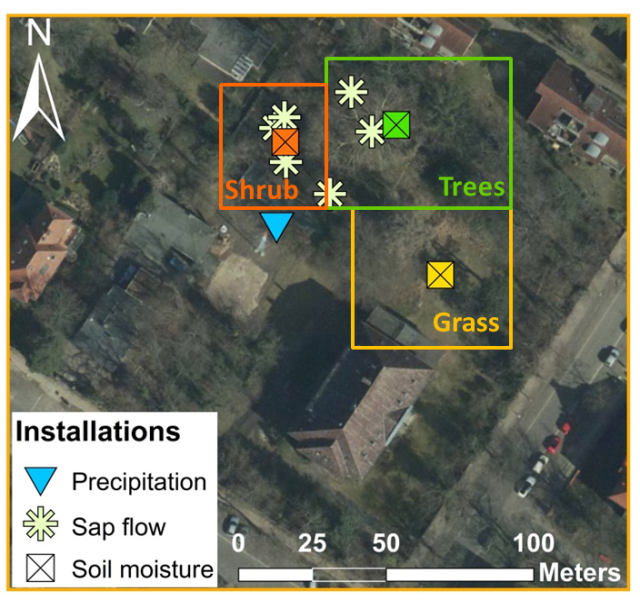 N
Shrub
Trees
Grass
Installations
Precipitation
Sap flow
Soil moisture
0 25 50 100
Meters